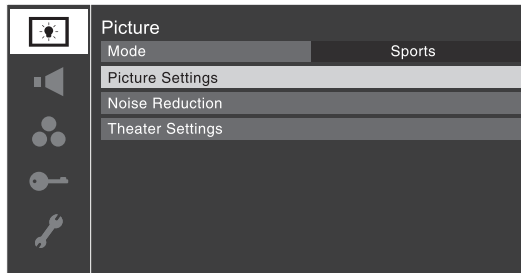 Picture
Mode Sports
Picture Settings
Noise Reduction
Theater Settings